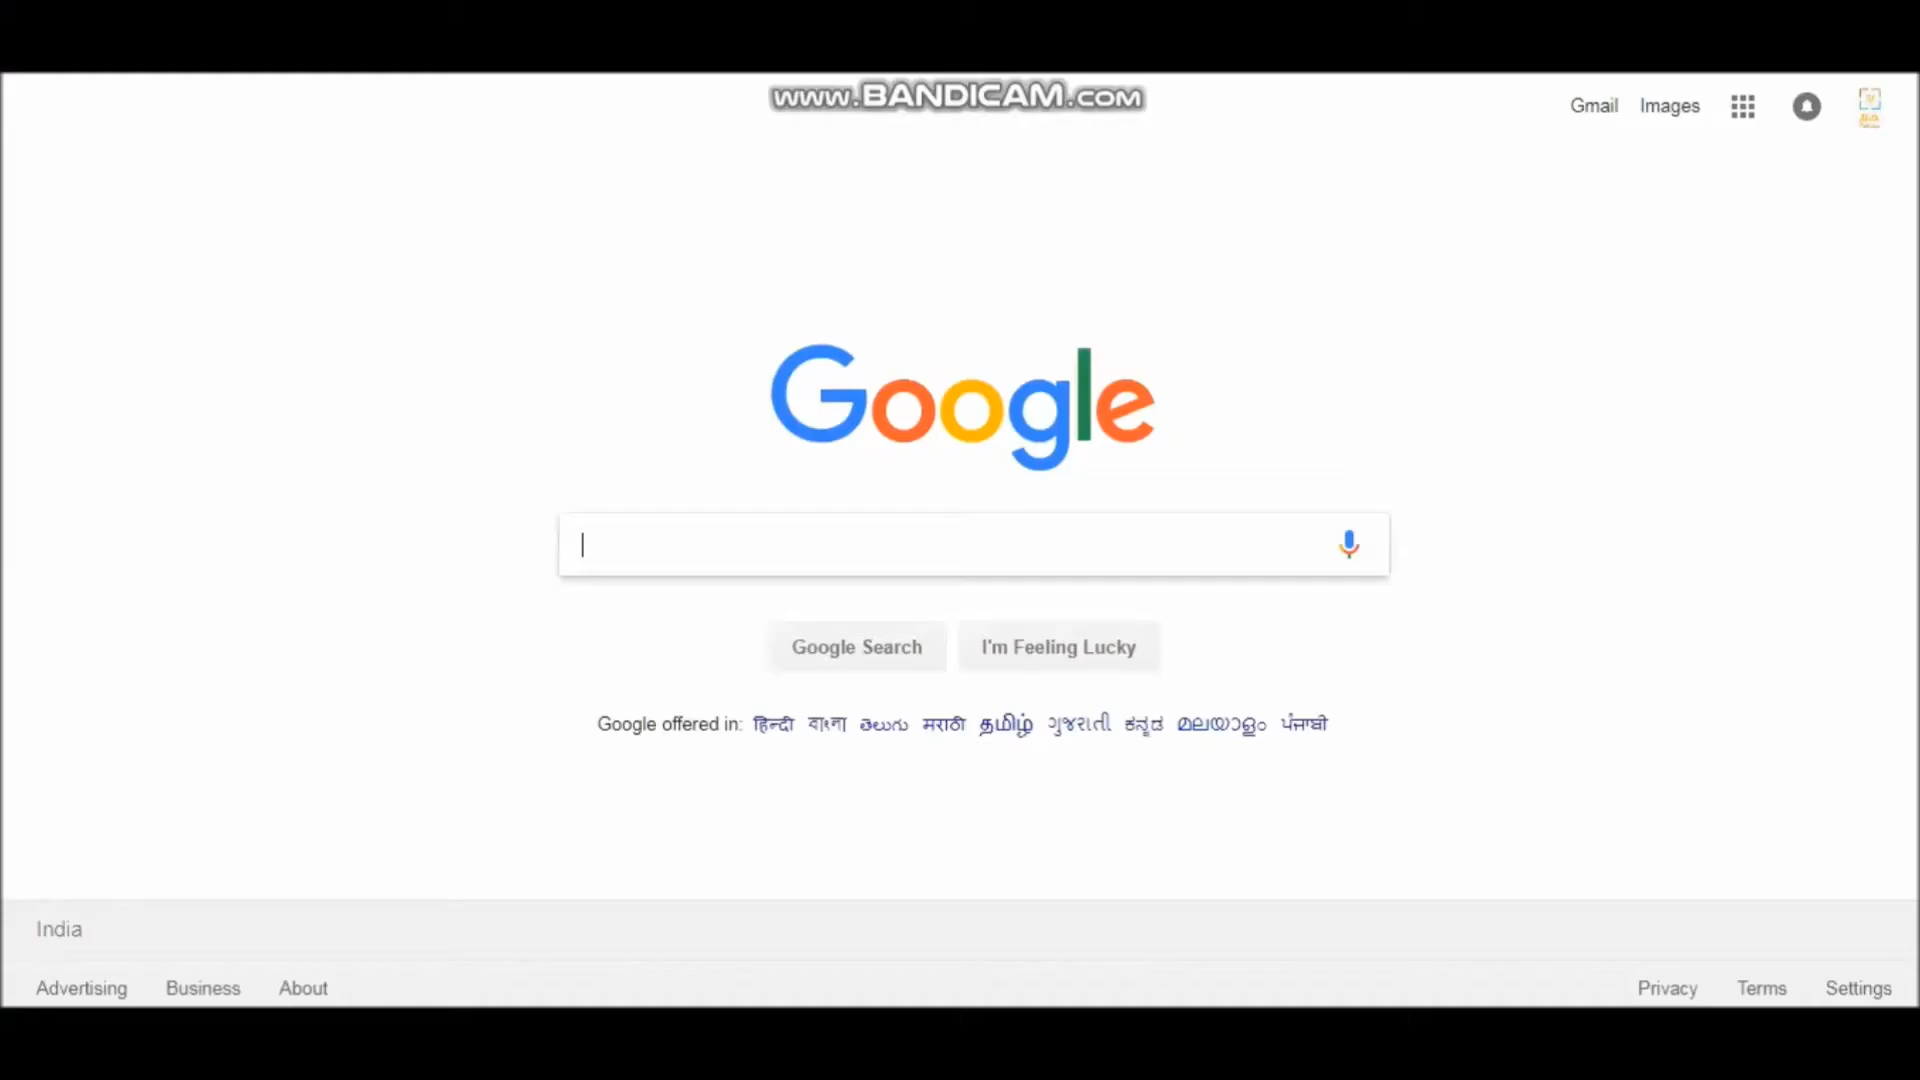 www.BANDICAM.com
Gmail Images
Google
Google Search I'm Feeling Lucky
Google offered in: हिन्दी বাংলা తెలుగు मराठी தமிழ் ગુજરાતી ಕನ್ನಡ മലയാളം ਪੰਜਾਬੀ
India
Advertising Business About Privacy Terms Settings